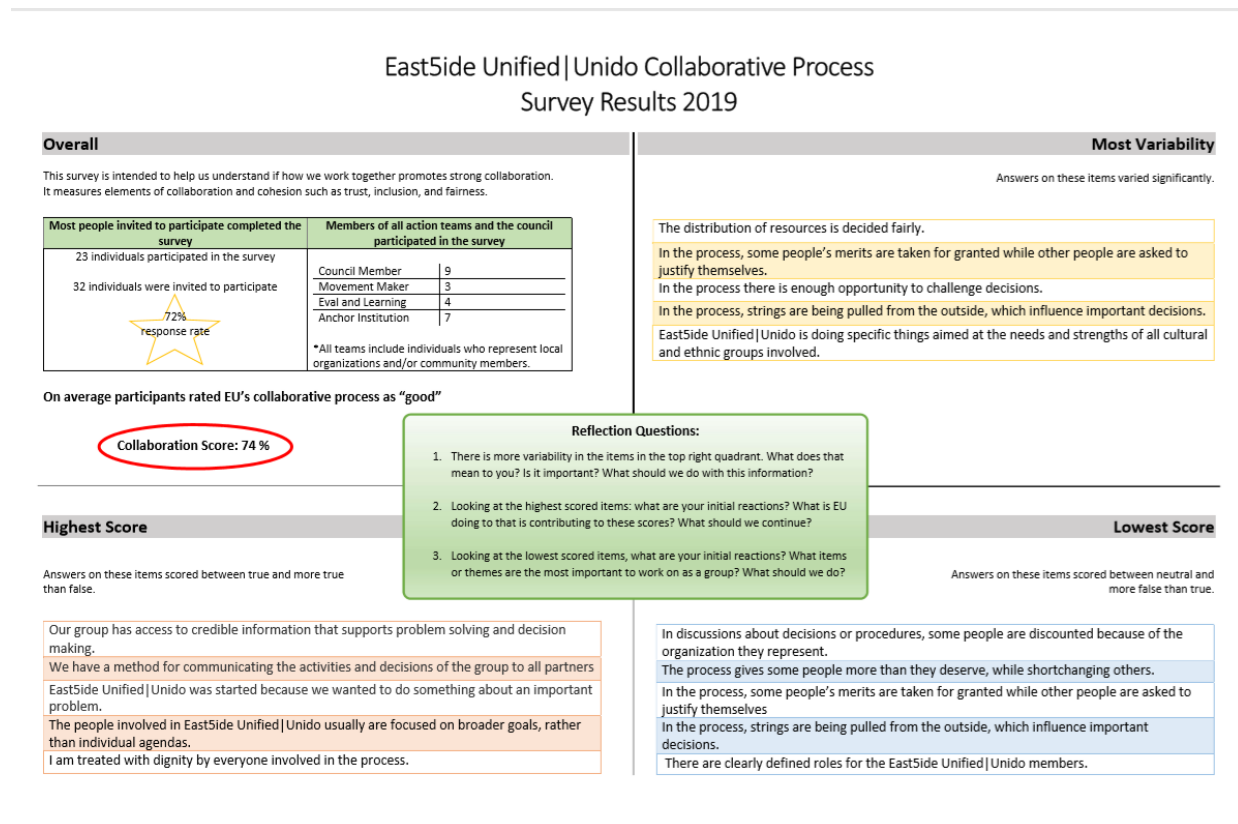 East5ide Unified|Unido Collaborative Process
Survey Results 2019
Overall
This survey is intended to help us understand if how we work together promotes strong collaboration.
It measures elements of collaboration and cohesion such as trust, inclusion, and fairness.
Most people invited to participate completed the
survey
23 individuals participated in the survey
32 individuals were invited to participate
72%
response rate
Members of all action teams and the council
participated in the survey
Council Member 9
Movement Maker 3
Eval and Learning 4
Anchor Institution 7
*All teams include individuals who represent local
organizations and/or community members.
On average participants rated EU's collaborative process as “good”
Collaboration Score: 74 %
Most Variability
Answers on these items varied significantly.
The distribution of resources is decided fairly.
In the process, some people's merits are taken for granted while other people are asked to
justify themselves.
In the process there is enough opportunity to challenge decisions.
In the process, strings are being pulled from the outside, which influence important decisions.
East5ide Unified|Unido is doing specific things aimed at the needs and strengths of all cultural
and ethnic groups involved.
Reflection Questions:
1. There is more variability in the items in the top right quadrant. What does that
mean to you? Is it important? What should we do with this information?
2. Looking at the highest scored items: what are your initial reactions? What is EU
doing to that is contributing to these scores? What should we continue?
3. Looking at the lowest scored items, what are your initial reactions? What items
or themes are the most important to work on as a group? What should we do?
Highest Score
Answers on these items scored between true and more true
than false.
Our group has access to credible information that supports problem solving and decision
making.
We have a method for communicating the activities and decisions of the group to all partners
East5ide Unified|Unido was started because we wanted to do something about an important
problem.
The people involved in East5ide Unified|Unido usually are focused on broader goals, rather
than individual agendas.
I am treated with dignity by everyone involved in the process.
Lowest Score
Answers on these items scored between neutral and
more false than true.
In discussions about decisions or procedures, some people are discounted because of the
organization they represent.
The process gives some people more than they deserve, while shortchanging others.
In the process, some people's merits are taken for granted while other people are asked to
justify themselves
In the process, strings are being pulled from the outside, which influence important
decisions.
There are clearly defined roles for the East5ide Unified|Unido members.